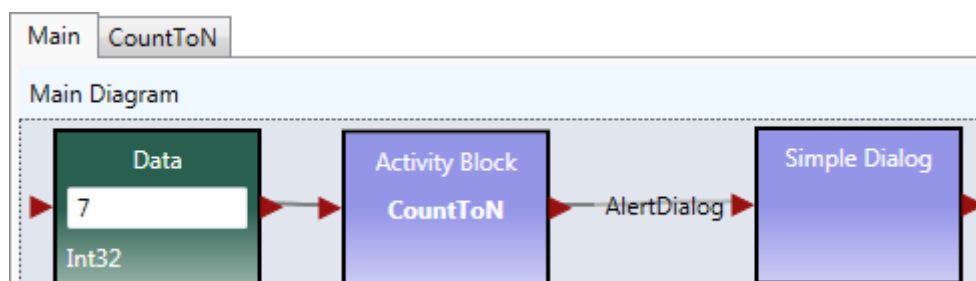 Main CountToN
Main Diagram
Data
7
Int32
Activity Block
CountToN
AlertDialog
Simple Dialog